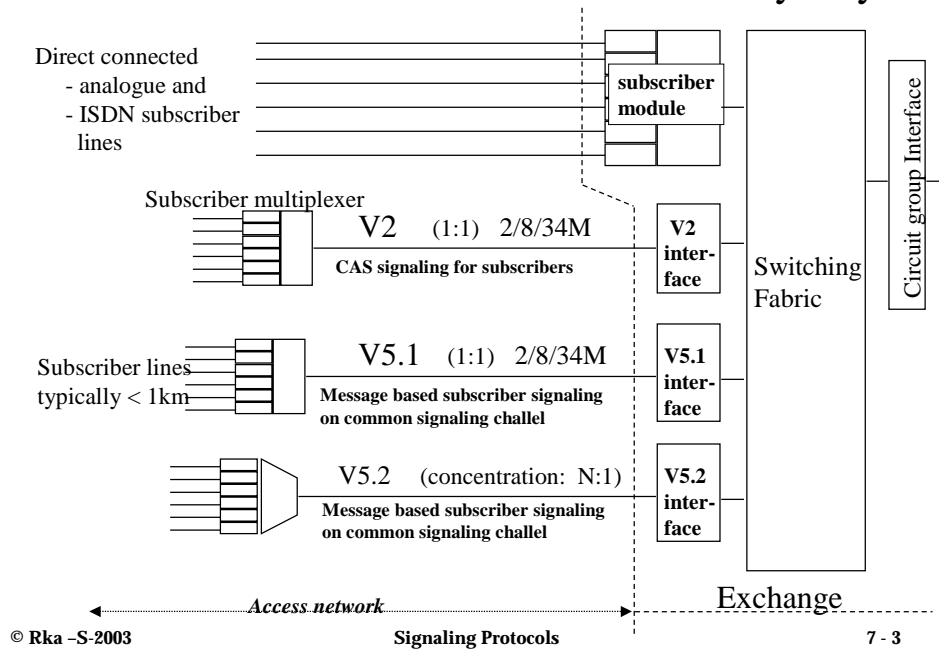 Direct connected
- analogue and
- ISDN subscriber
lines
subscriber
module
Subscriber multiplexer
V2 (1:1) 2/8/34M
CAS signaling for subscribers
V2
inter-
face
Switching
Fabric
Circuit group Interface
Subscriber lines
typically < 1km
V5.1 (1:1) 2/8/34M
Message based subscriber signaling
on common signaling challel
V5.1
inter-
face
V5.2 (concentration: N:1)
Message based subscriber signaling
on common signaling challel
V5.2
inter-
face
Access network
Exchange
© Rka –S-2003 Signaling Protocols 7 - 3